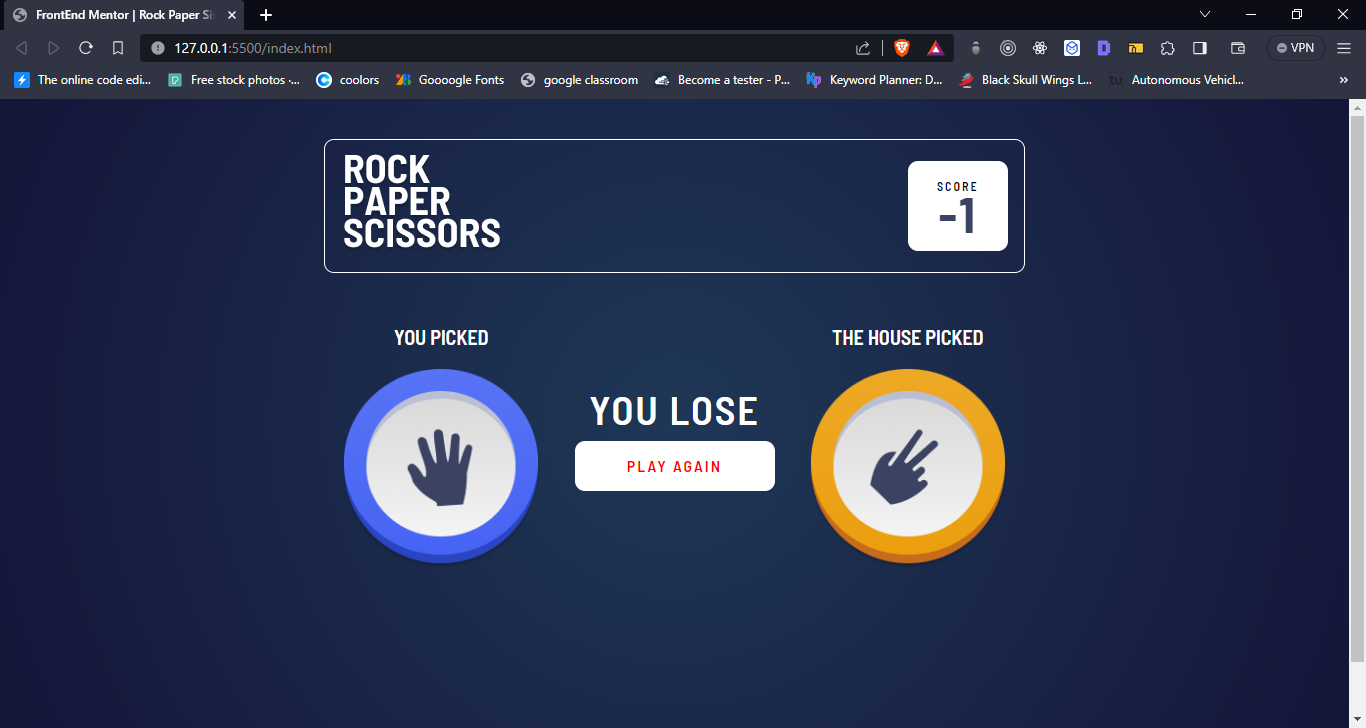 FrontEnd Mentor | Rock Paper Sis
127.0.0.1:5500/index.html
VPN
The online code edi...
Free stock photos ·...
coolors
Goooogle Fonts
google classroom
Become a tester - P...
Keyword Planner: D...
Black Skull Wings L...
tu
Autonomous Vehicl...
»
ROCK
PAPER
SCISSORS
SCORE
-1
YOU PICKED
THE HOUSE PICKED
YOU LOSE
PLAY AGAIN